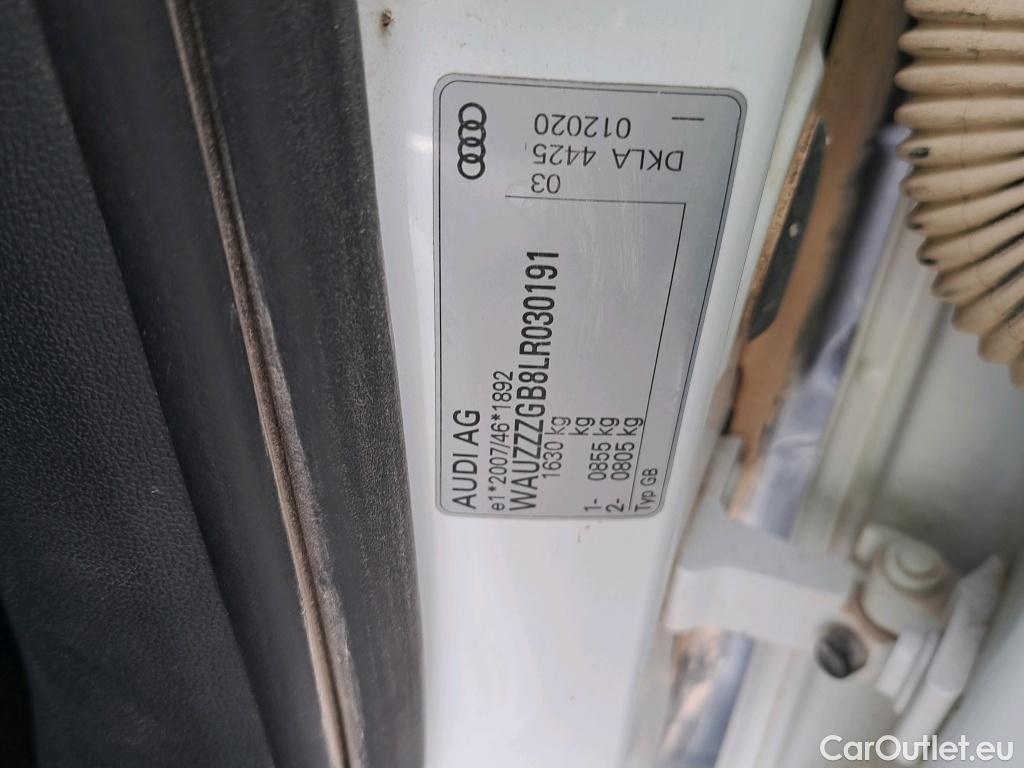 AUDI AG
e1*2007/46*1892
WAUZZZGB8LR030191
1630 kg
kg
1- 0855 kg
2- 0805 kg
Typ GB
03
DKLA 4425
012020
CarOutlet.eu